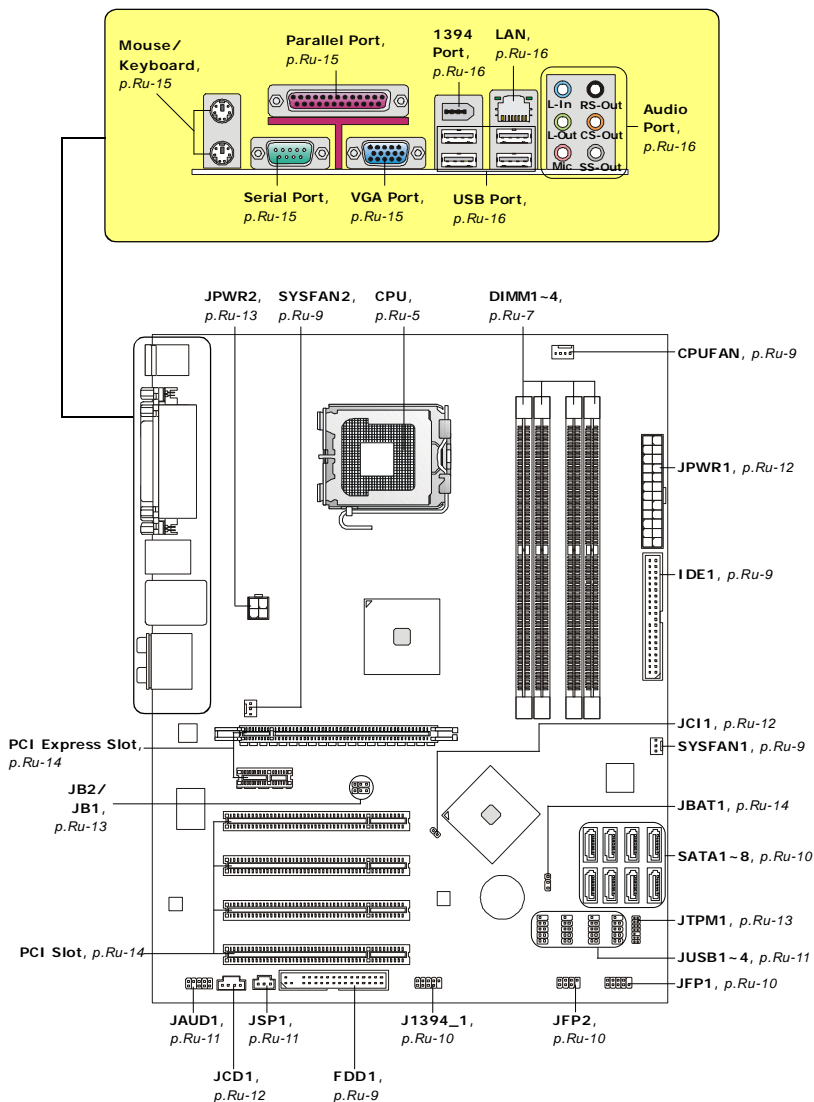 Mouse/
Keyboard,
p.Ru-15
Parallel Port,
p.Ru-15
1394
Port,
p.Ru-16
LAN,
p.Ru-16
L-In
RS-Out
L-Out
CS-Out
Mic
SS-Out
Audio
Port,
p.Ru-16
Serial Port,
p.Ru-15
VGA Port,
p.Ru-15
USB Port,
p.Ru-16
JPWR2,
p.Ru-13
SYSFAN2,
p.Ru-9
CPU,
p.Ru-5
DIMM1~4,
p.Ru-7
CPUFAN, p.Ru-9
JPWR1, p.Ru-12
IDE1, p.Ru-9
JCI1, p.Ru-12
SYSFAN1, p.Ru-9
PCI Express Slot,
p.Ru-14
JB2/
JB1,
p.Ru-13
JBAT1, p.Ru-14
SATA1~8, p.Ru-10
JTPM1, p.Ru-13
PCI Slot, p.Ru-14
JUSB1~4, p.Ru-11
JFP1, p.Ru-10
JAUD1,
p.Ru-11
JSP1,
p.Ru-11
J1394_1,
p.Ru-10
JFP2,
p.Ru-10
JCD1,
p.Ru-12
FDD1,
p.Ru-9